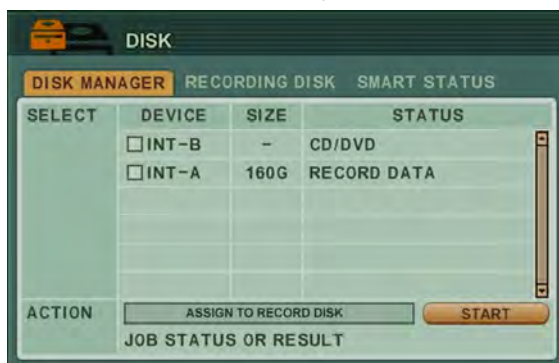 DISK
DISK MANAGER RECORDING DISK SMART STATUS
SELECT DEVICE SIZE STATUS
INT-B - CD/DVD
INT-A 160G RECORD DATA
ACTION ASSIGN TO RECORD DISK START
JOB STATUS OR RESULT